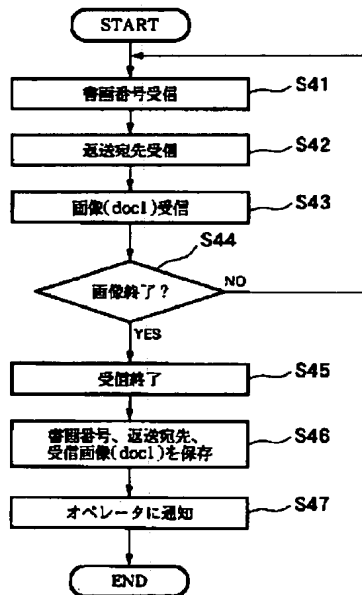 START
書画番号受信
S41
返送宛先受信
S42
画像(doc1)受信
S43
S44
画像終了?
NO
YES
受信終了
S45
書画番号、返送宛先、
受信画像(doc1)を保存
S46
オペレータに通知
S47
END